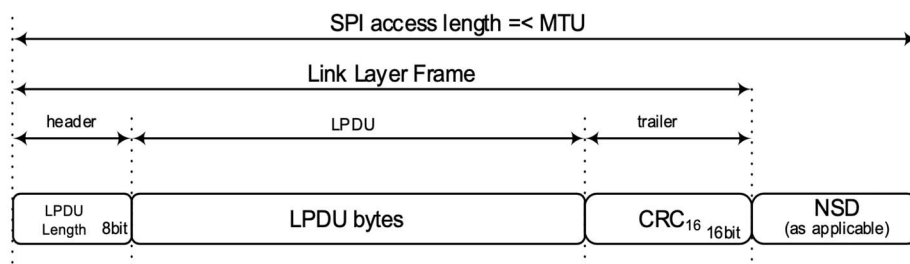 SPI access length =< MTU
Link Layer Frame
header
LPDU
trailer
LPDU
Length 8bit
LPDU bytes
CRC16 16bit
NSD
(as applicable)